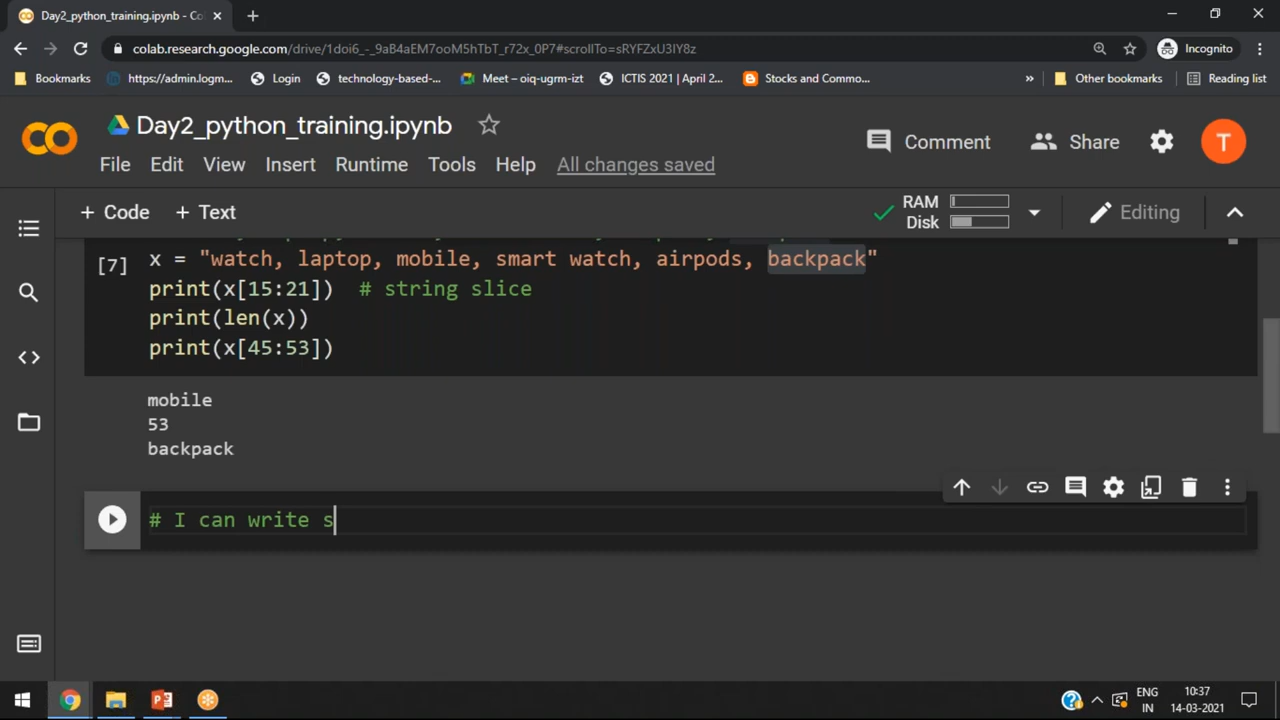 Day2_python_training.ipynb - Co
colab.research.google.com/drive/1doi6_-_9aB4aEM7ooM5hTbT_r72x_0P7#scrollTo=sRYFZxU3IY8z
Incognito
Bookmarks
https://admin.logm...
Login
technology-based-...
Meet – oiq-ugrm-izt
ICTIS 2021 | April 2...
Stocks and Commo...
»
Other bookmarks
Reading list
Day2_python_training.ipynb
Comment
Share
T
File Edit View Insert Runtime Tools Help All changes saved
+ Code + Text
RAM
Disk
Editing
[7]
x = "watch, laptop, mobile, smart watch, airpods, backpack"
print(x[15:21])  # string slice
print(len(x))
print(x[45:53])
mobile
53
backpack
# I can write s
ENG
IN
10:37
14-03-2021